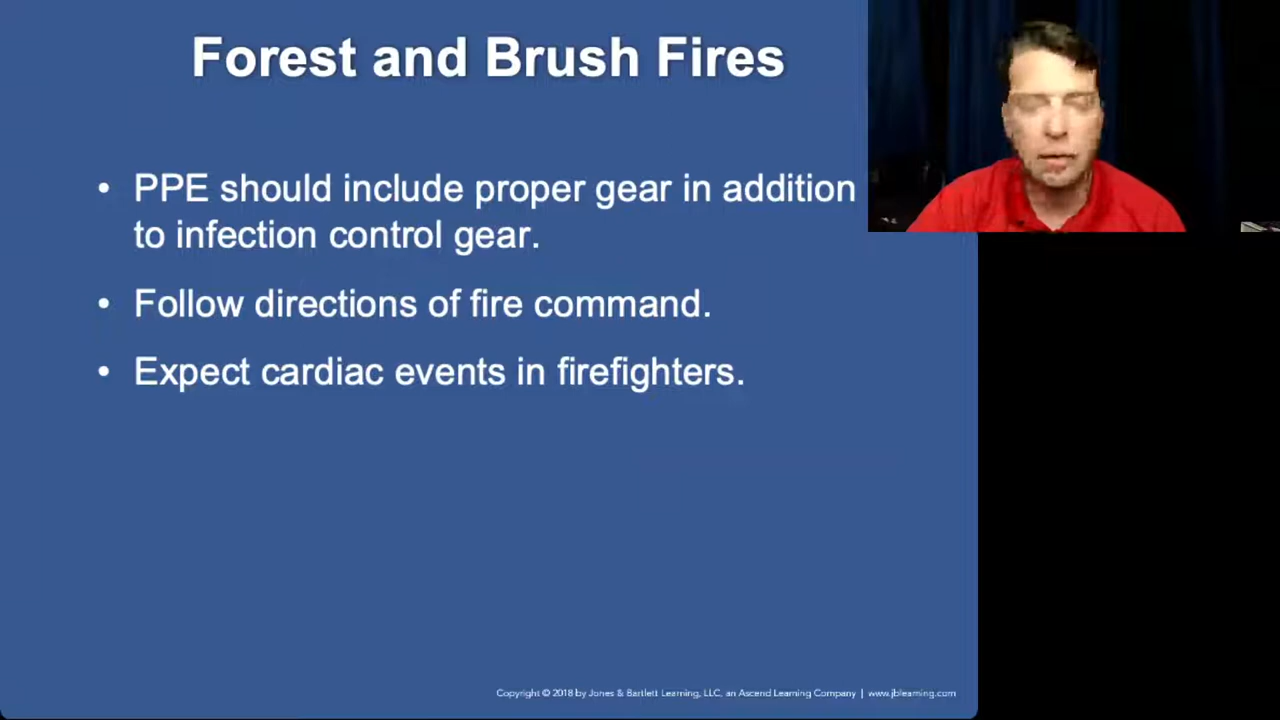 Forest and Brush Fires
• PPE should include proper gear in addition
to infection control gear.
• Follow directions of fire command.
• Expect cardiac events in firefighters.
Copyright © 2018 by Jones & Bartlett Learning, LLC, an Ascend Learning Company | www.jblearning.com